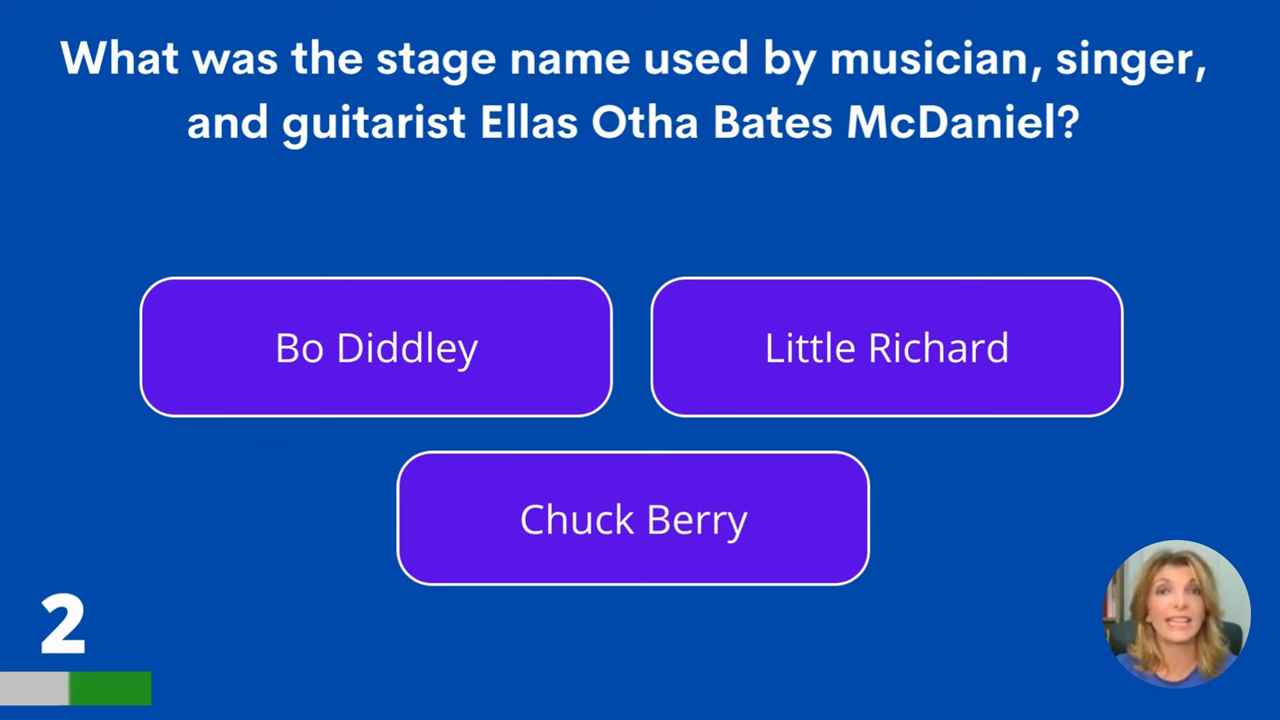 What was the stage name used by musician, singer,
and guitarist Ellas Otha Bates McDaniel?
Bo Diddley
Little Richard
Chuck Berry
2